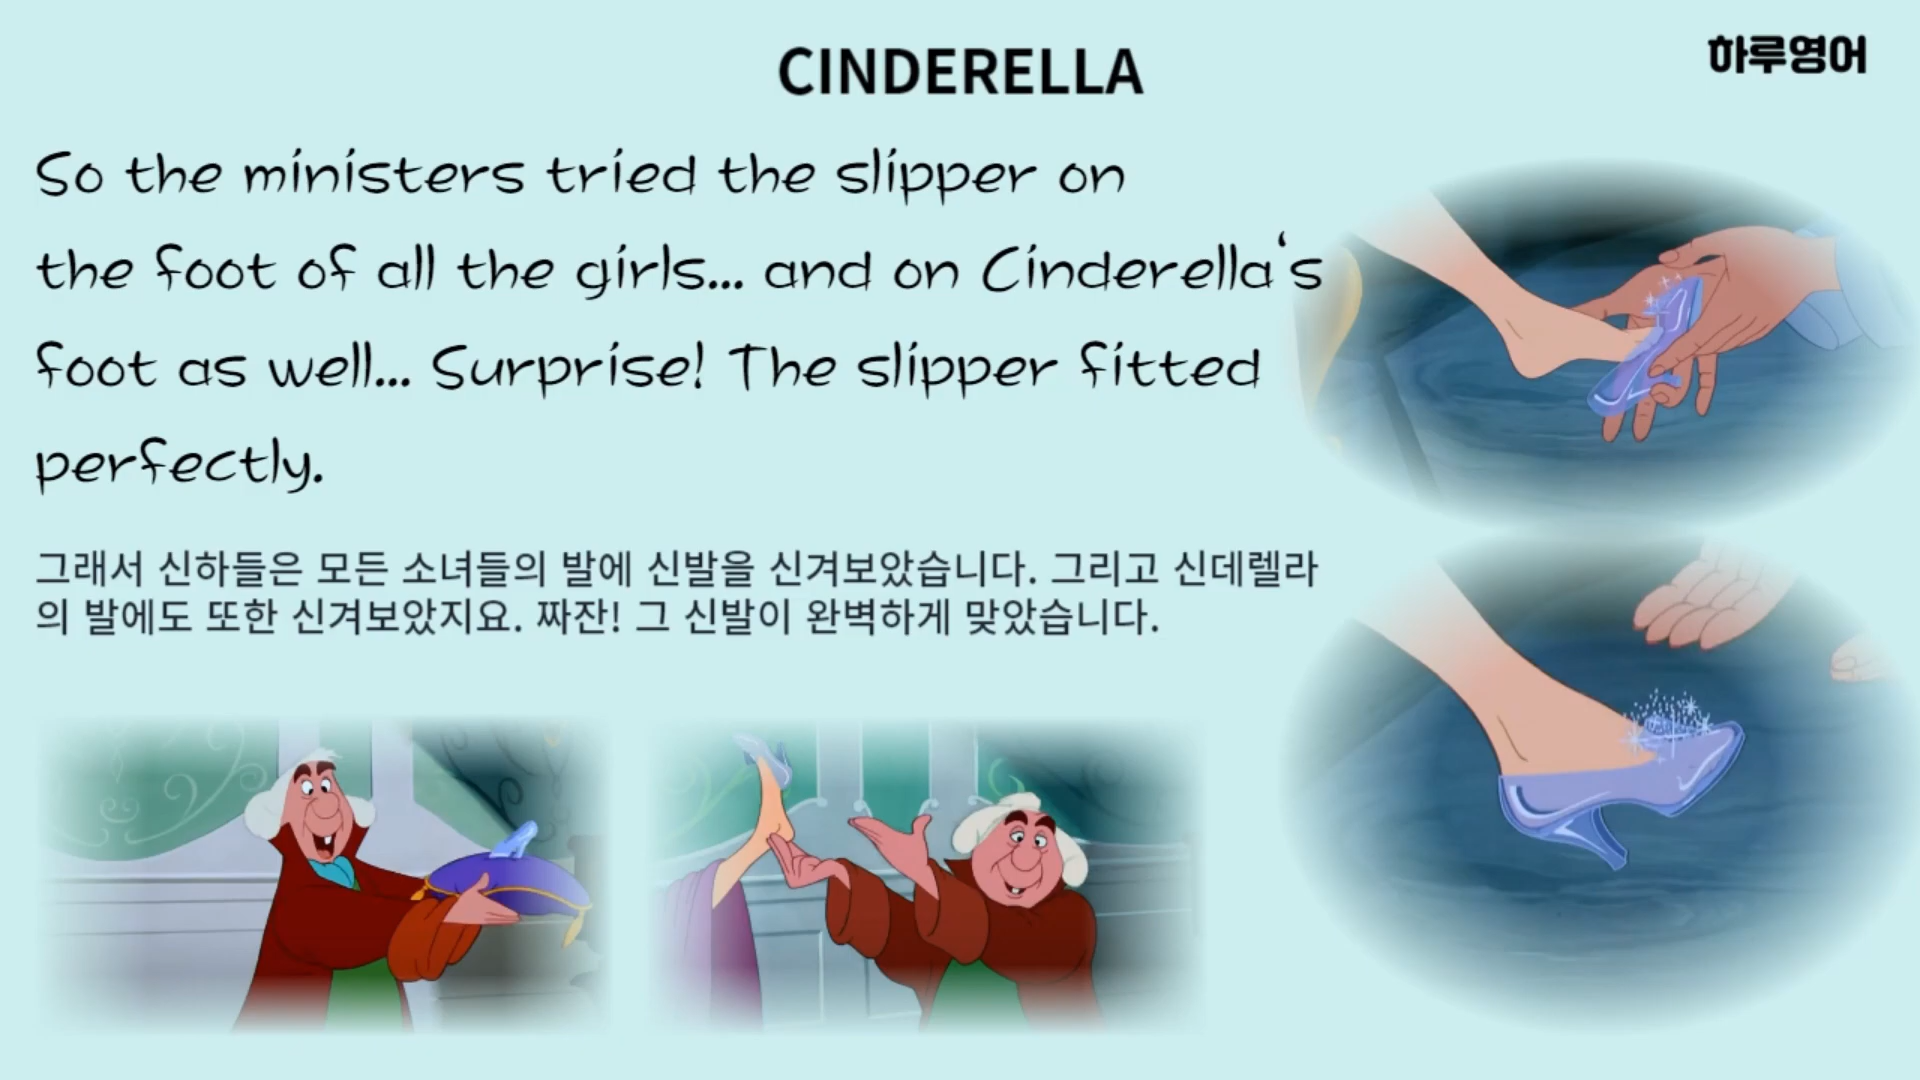 CINDERELLA
하루영어
So the ministers tried the slipper on
the foot of all the girls... and on Cinderella‘s
foot as well... Surprise! The slipper fitted
perfectly.
그래서 신하들은 모든 소녀들의 발에 신발을 신겨보았습니다. 그리고 신데렐라
의 발에도 또한 신겨보았지요. 짜잔! 그 신발이 완벽하게 맞았습니다.